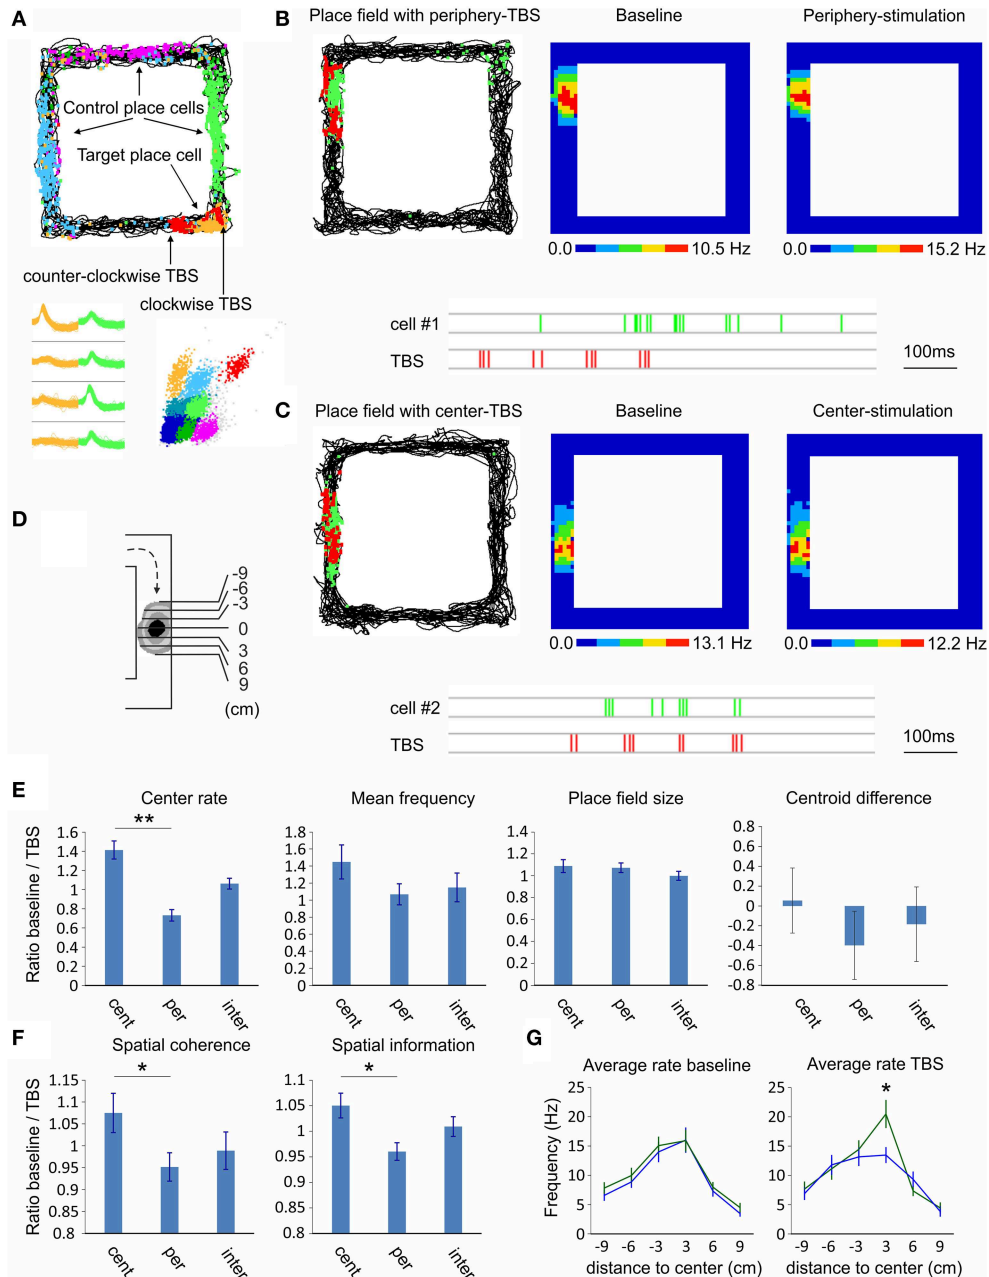 A
Control place cells
Target place cell
counter-clockwise TBS
clockwise TBS
B
Place field with periphery-TBS
Baseline
Periphery-stimulation
0.0
10.5 Hz
0.0
15.2 Hz
cell #1
TBS
100ms
C
Place field with center-TBS
Baseline
Center-stimulation
0.0
13.1 Hz
0.0
12.2 Hz
cell #2
TBS
100ms
D
-9
-6
-3
0
3
6
9
(cm)
E
Center rate
Ratio baseline / TBS
1.6
1.4
1.2
1
0.8
0.6
0.4
0.2
0
**
cent
per
inter
Mean frequency
1.8
1.6
1.4
1.2
1
0.8
0.6
0.4
0.2
0
cent
per
inter
Place field size
1.4
1.2
1
0.8
0.6
0.4
0.2
0
cent
per
inter
Centroid difference
0.8
0.6
0.4
0.2
0
-0.2
-0.4
-0.6
-0.8
cent
per
inter
F
Spatial coherence
Ratio baseline / TBS
1.15
1.1
1.05
1
0.95
0.9
0.85
0.8
*
cent
per
inter
Spatial information
1.1
1.05
1
0.95
0.9
0.85
0.8
*
cent
per
inter
G
Average rate baseline
Frequency (Hz)
25
20
15
10
5
0
-9 -6 -3 3 6 9
distance to center (cm)
Average rate TBS
25
20
15
10
5
0
*
-9 -6 -3 3 6 9
distance to center (cm)